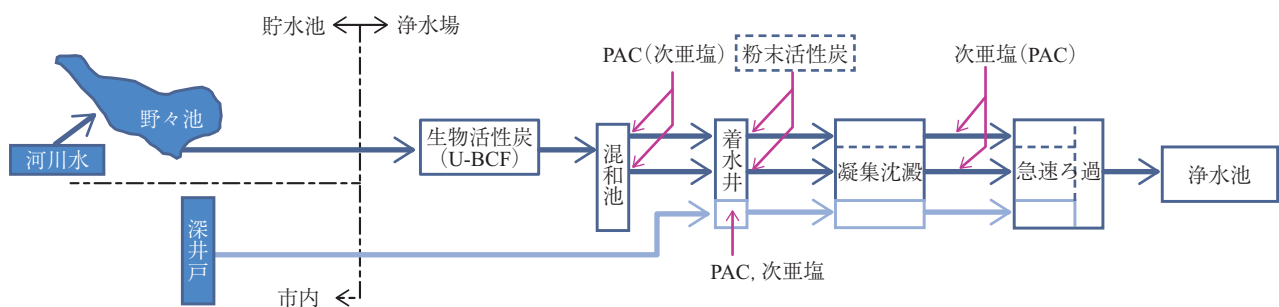 貯水池 浄水場
PAC(次亜塩)
粉末活性炭
次亜塩(PAC)
野々池
河川水
生物活性炭
(U-BCF)
混和池
着水井
凝集沈澱
急速ろ過
浄水池
深井戸
PAC, 次亜塩
市内